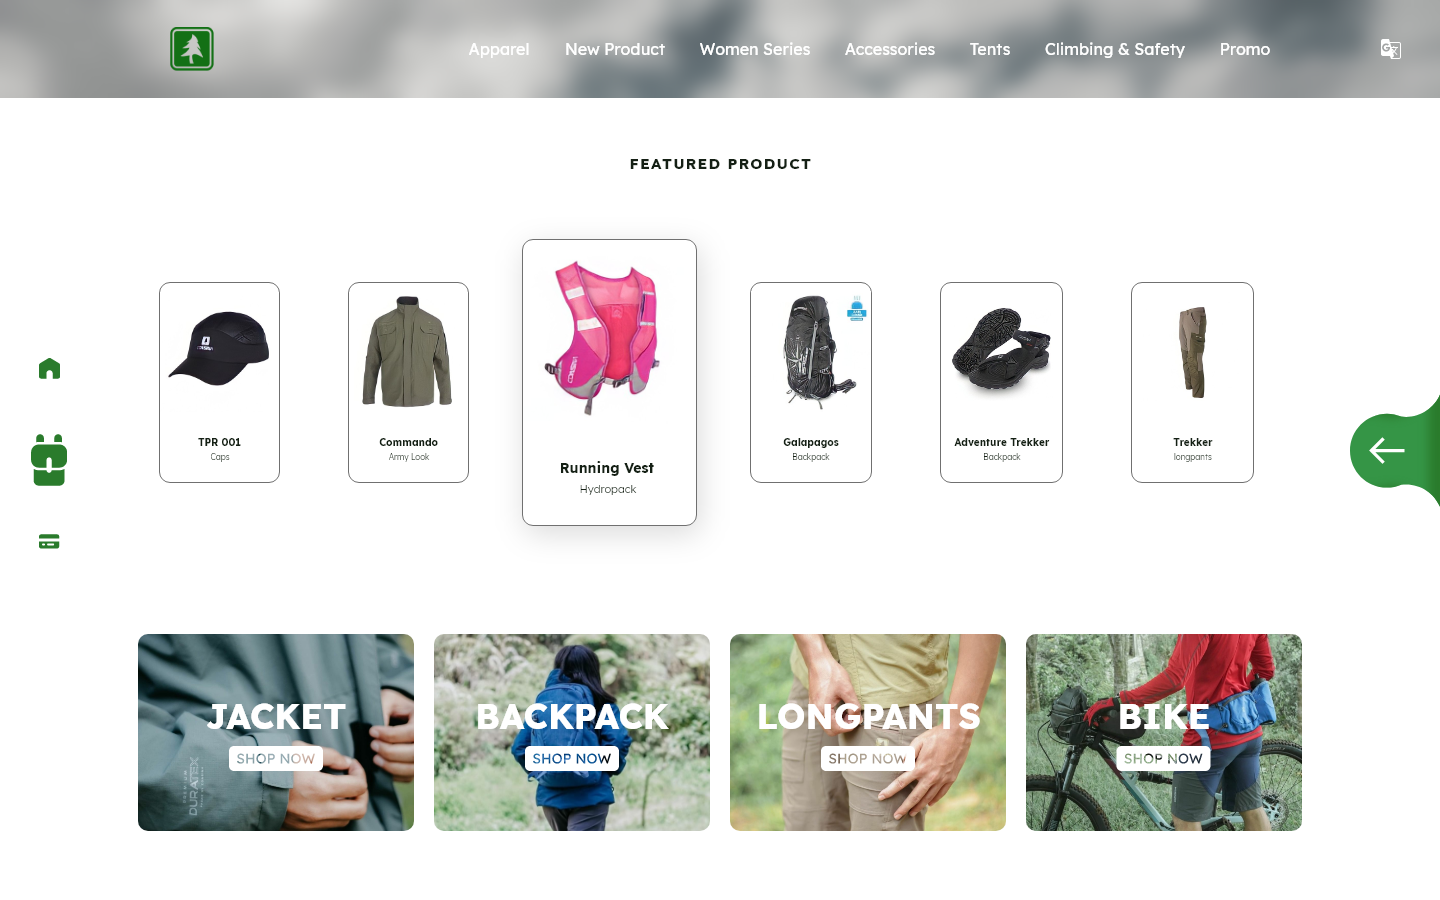 Apparel
New Product
Women Series
Accessories
Tents
Climbing & Safety
Promo
FEATURED PRODUCT
TPR 001
Caps
Commando
Army Look
Running Vest
Hydropack
Galapagos
Backpack
Adventure Trekker
Backpack
Trekker
longpants
JACKET
SHOP NOW
DURATEX
BACKPACK
SHOP NOW
LONGPANTS
SHOP NOW
BIKE
SHOP NOW